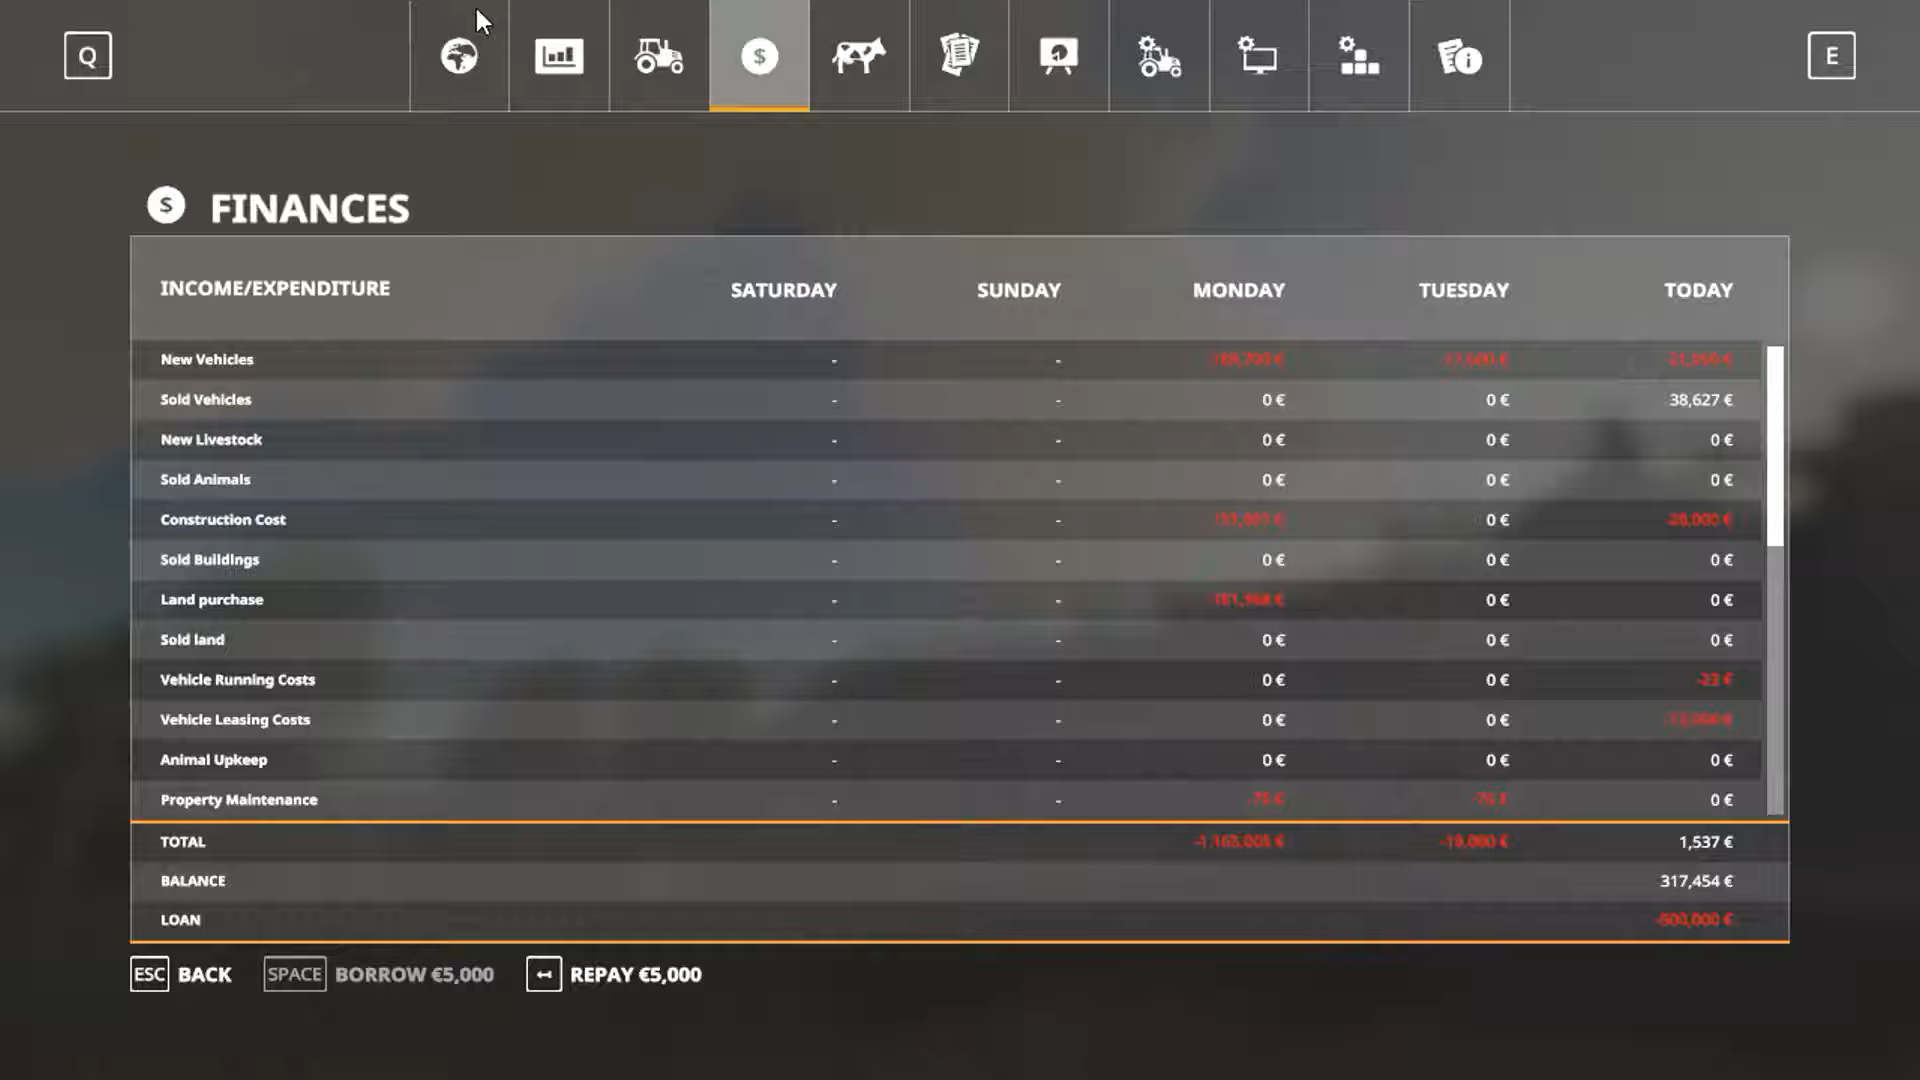 Q
E
$ FINANCES
INCOME/EXPENDITURE SATURDAY SUNDAY MONDAY TUESDAY TODAY
New Vehicles - -
Sold Vehicles - - 0 € 0 € 38,627 €
New Livestock - - 0 € 0 € 0 €
Sold Animals - - 0 € 0 € 0 €
Construction Cost - - 0 €
Sold Buildings - - 0 € 0 € 0 €
Land purchase - - 0 € 0 €
Sold land - - 0 € 0 € 0 €
Vehicle Running Costs - - 0 € 0 €
Vehicle Leasing Costs - - 0 € 0 €
Animal Upkeep - - 0 € 0 € 0 €
Property Maintenance - - 0 €
TOTAL 1,537 €
BALANCE 317,454 €
LOAN
ESC BACK SPACE BORROW €5,000 REPAY €5,000